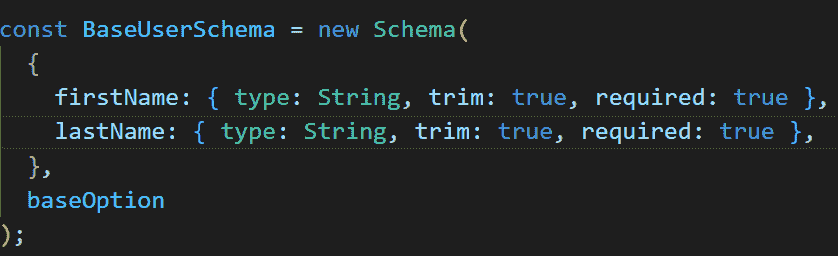 const BaseUserSchema = new Schema(
  {
    firstName: { type: String, trim: true, required: true },
    lastName: { type: String, trim: true, required: true },
  },
  baseOption
);